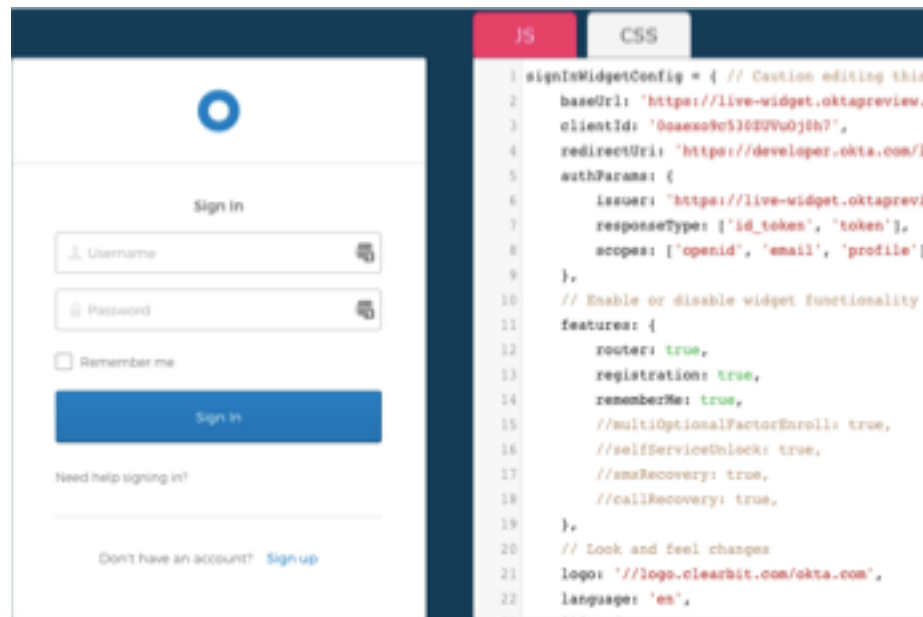 JS
CSS
Sign In
Username
Password
Remember me
Sign In
Need help signing in?
Don't have an account? Sign up
1 signInWidgetConfig = { // Caution editing this
2 baseUrl: 'https://live-widget.oktapreview.
3 clientId:
4 redirectUri: 'https://developer.okta.com/l
5 authParams: {
6 issuer: 'https://live-widget.oktaprevi
7 responseType: ['id_token', 'token'],
8 scopes: ['openid', 'email', 'profile']
9 },
10 // Enable or disable widget functionality
11 features: {
12 router: true,
13 registration: true,
14 rememberMe: true,
15 //multiOptionalFactorEnroll: true,
16 //selfServiceUnlock: true,
17 //smsRecovery: true,
18 //callRecovery: true,
19 },
20 // Look and feel changes
21 logo: '//logo.clearbit.com/okta.com',
22 language: 'en',